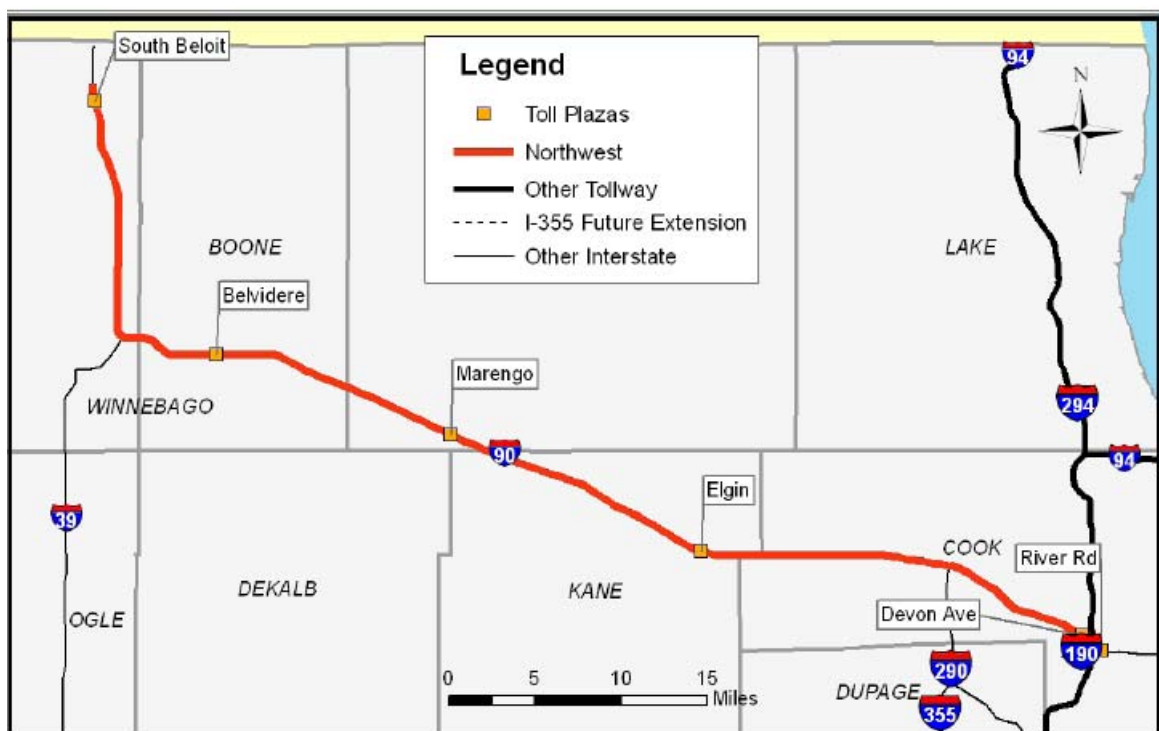 South Beloit
Legend
Toll Plazas
Northwest
Other Tollway
I-355 Future Extension
Other Interstate
94
N
BOONE
LAKE
Belvidere
Marengo
WINNEBAGO
294
90
94
Elgin
39
COOK
River Rd
DEKALB
KANE
Devon Ave
OGLE
190
290
DUPAGE
355
0 5 10 15
Miles